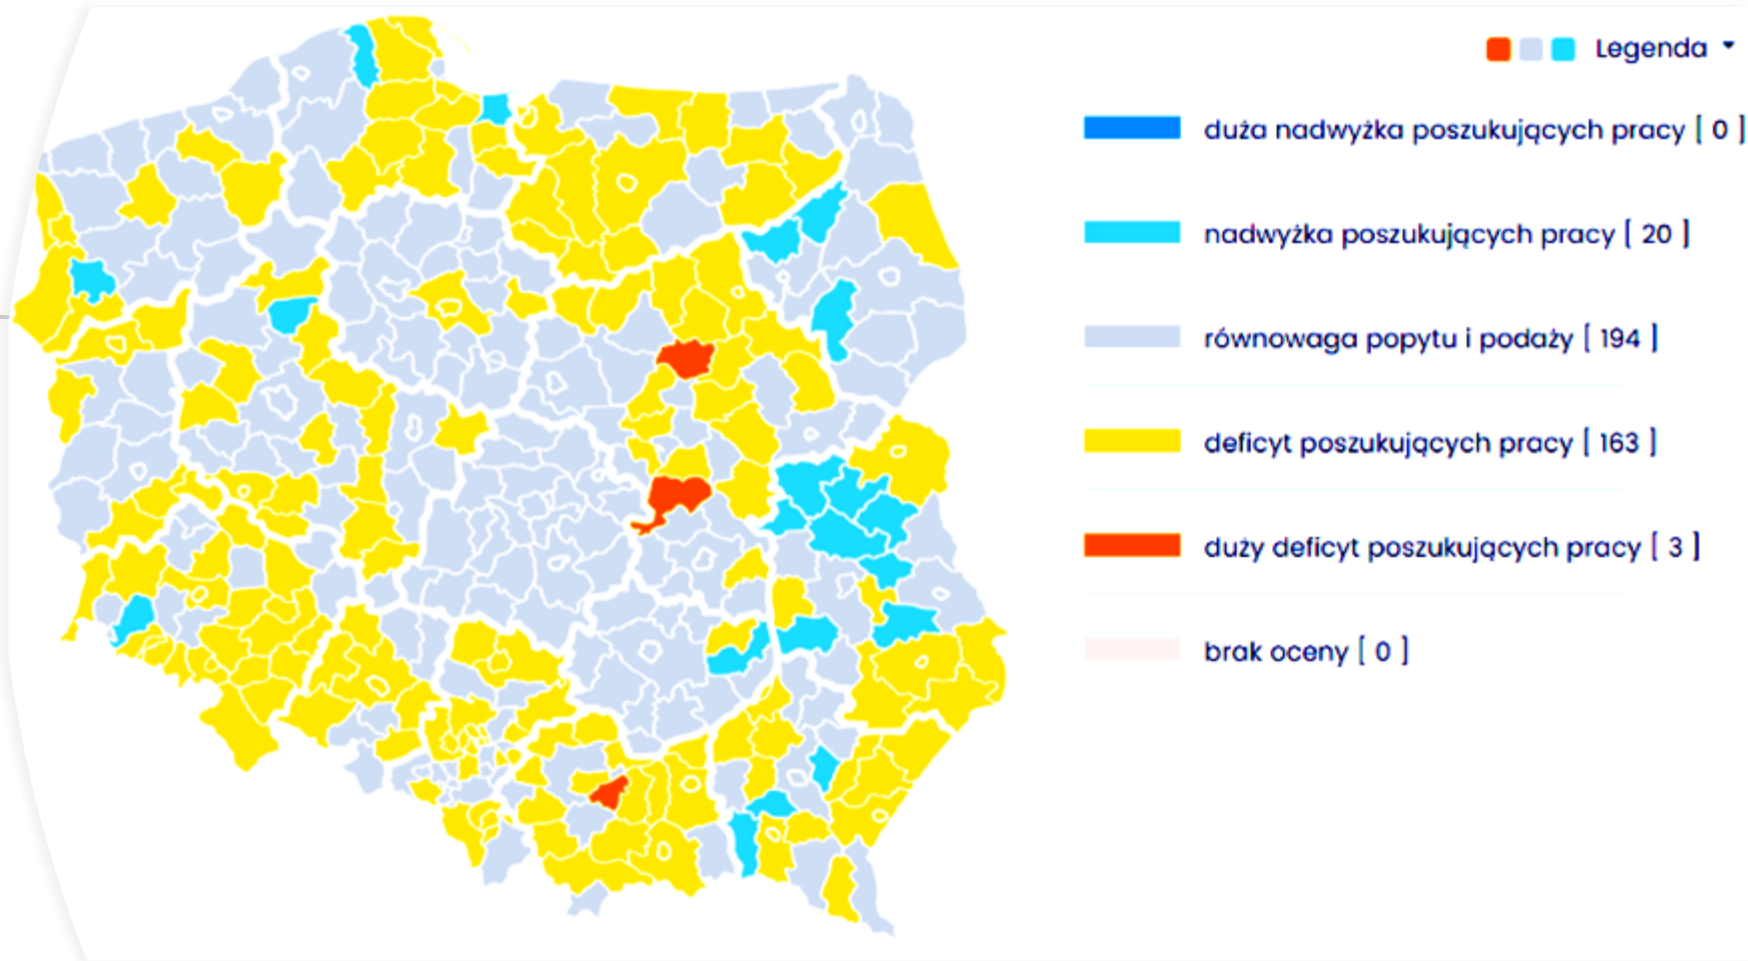 Legenda
duża nadwyżka poszukujących pracy [ 0 ]
nadwyżka poszukujących pracy [ 20 ]
równowaga popytu i podaży [ 194 ]
deficyt poszukujących pracy [ 163 ]
duży deficyt poszukujących pracy [ 3 ]
brak oceny [ 0 ]